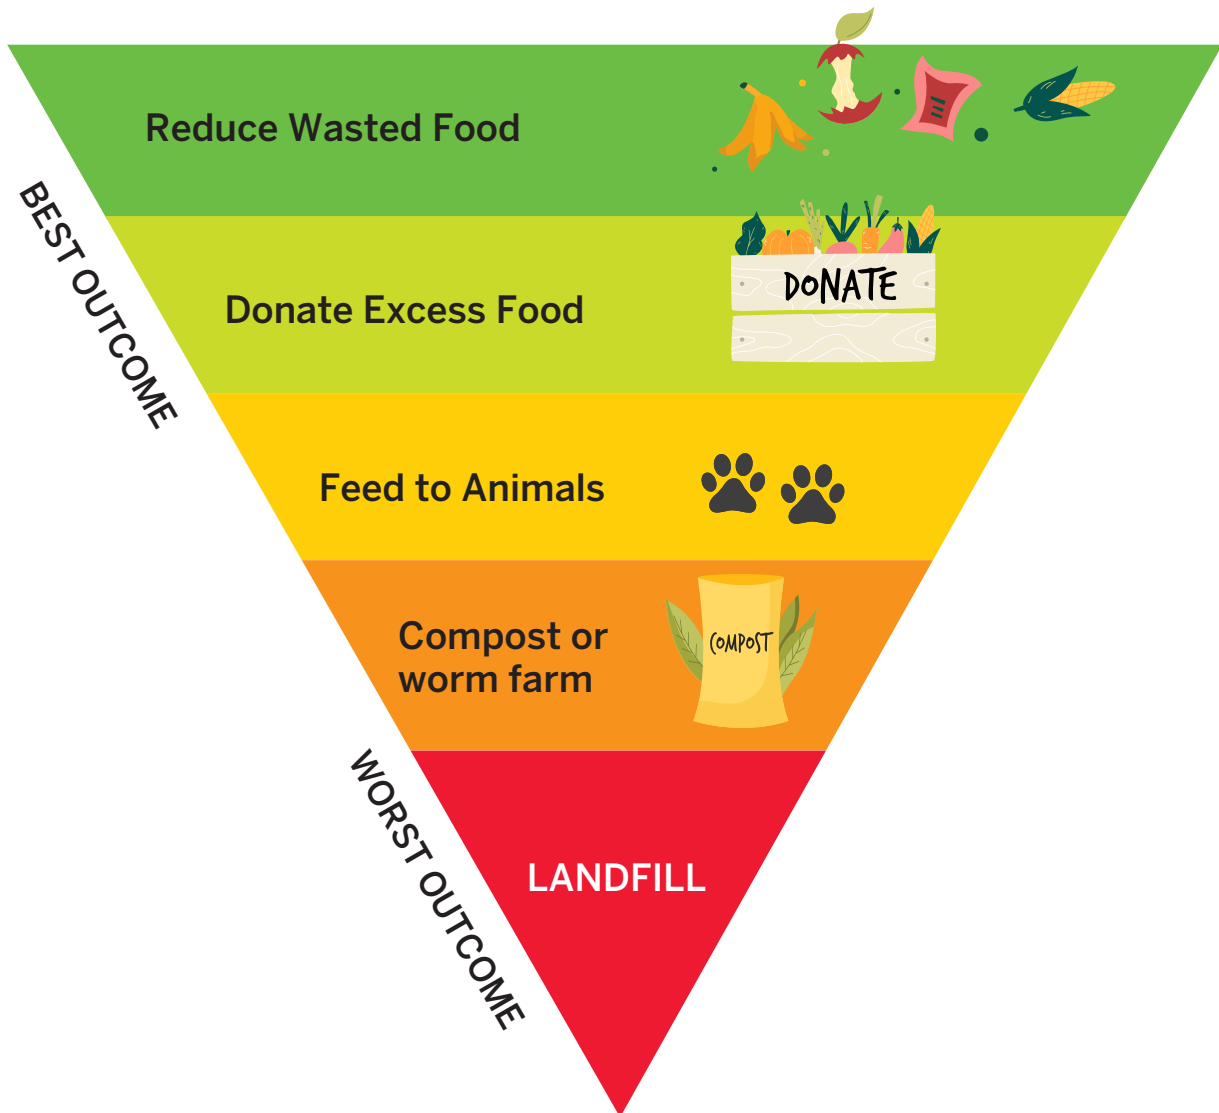 Reduce Wasted Food
BEST OUTCOME
DONATE
Donate Excess Food
Feed to Animals
Compost or
worm farm
COMPOST
WORST OUTCOME
LANDFILL